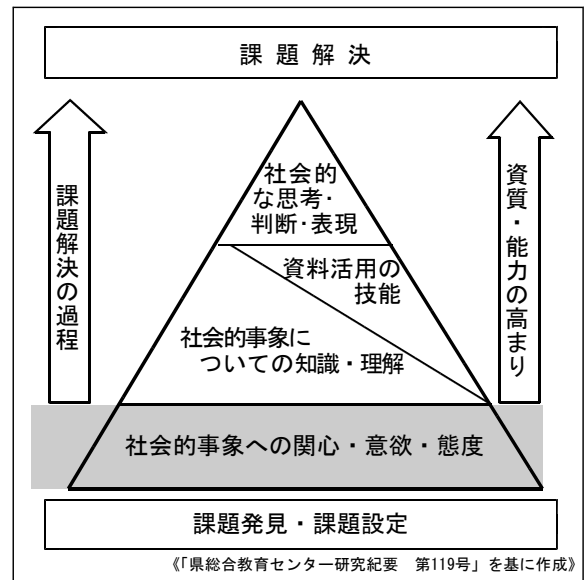 課題解決
課題解決の過程
資質・能力の高まり
社会的
な思考・
判断・表現
資料活用の
技能
社会的事象に
ついての知識・理解
社会的事象への関心・意欲・態度
課題発見・課題設定
《「県総合教育センター研究紀要　第119号」を基に作成》